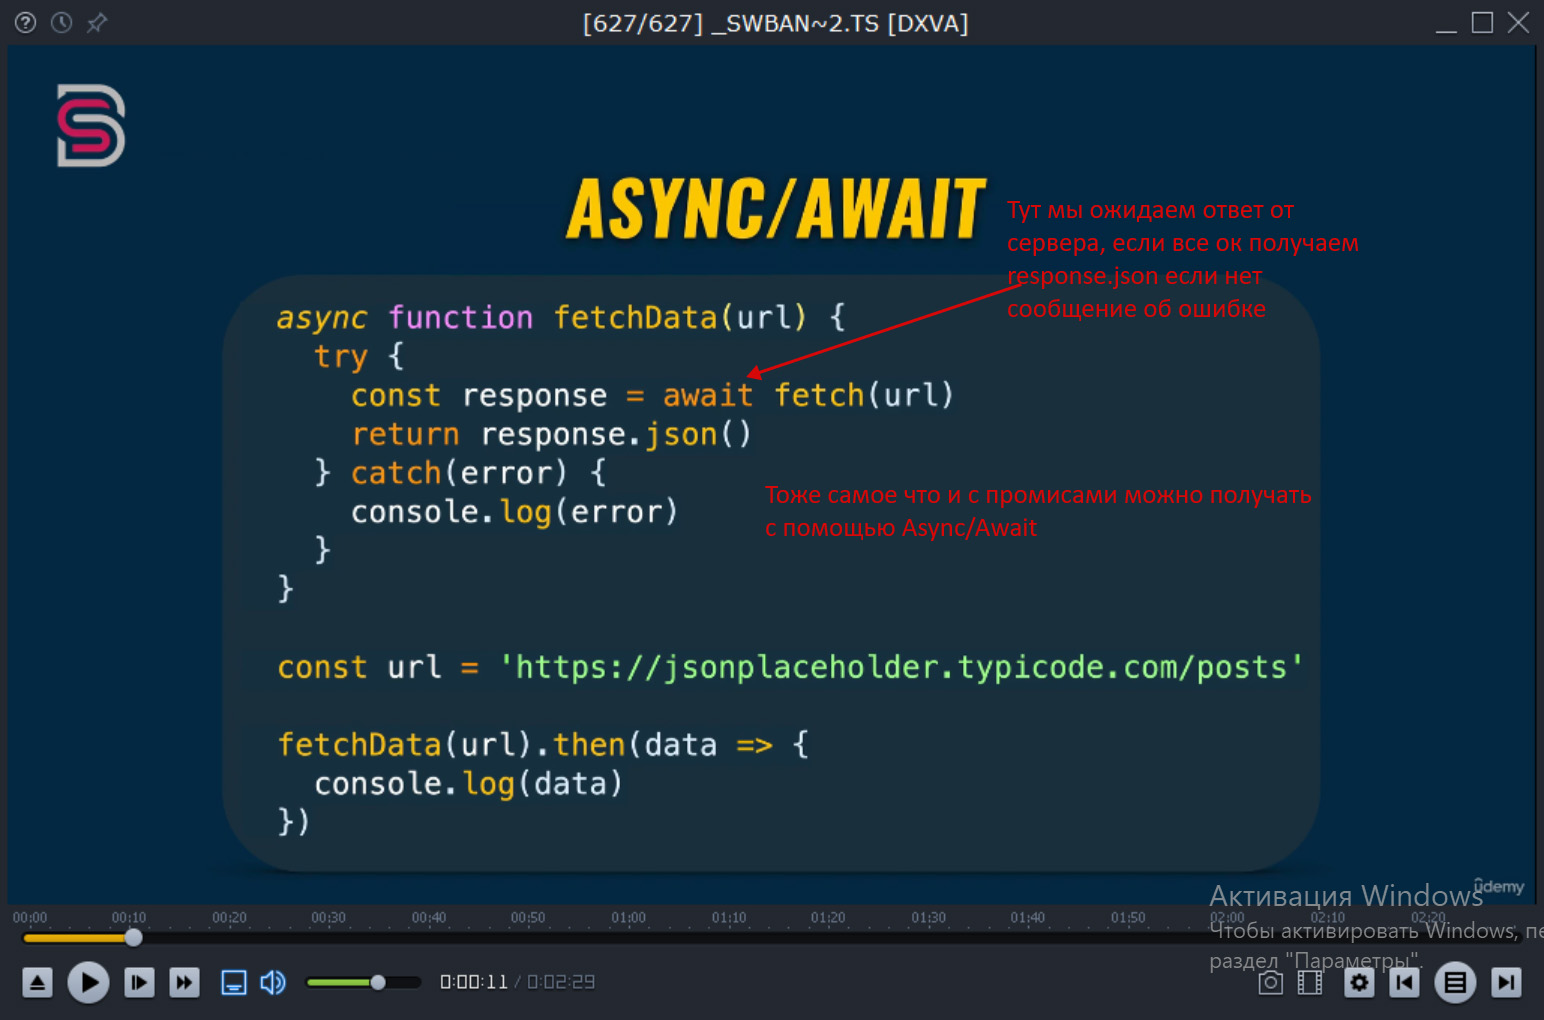 [627/627] _SWBAN~2.TS [DXVA]
ASYNC/AWAIT
Тут мы ожидаем ответ от
сервера, если все ок получаем
response.json если нет
сообщение об ошибке
async function fetchData(url) {
try {
const response = await fetch(url)
return response.json()
} catch(error) {
console.log(error)
}
}
Тоже самое что и с промисами можно получать
с помощью Async/Await
const url = 'https://jsonplaceholder.typicode.com/posts'
fetchData(url).then(data => {
console.log(data)
})
ûdemy
Активация Windows
Чтобы активировать Windows, пе
раздел "Параметры".
00:00 00:10 00:20 00:30 00:40 00:50 01:00 01:10 01:20 01:30 01:40 01:50 02:00 02:10 02:20
0:00:11 / 0:02:29